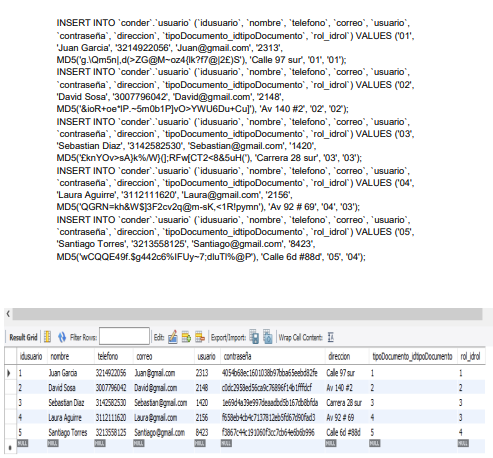 INSERT INTO `conder`.`usuario` (`idusuario`, `nombre`, `telefono`, `correo`, `usuario`,
`contraseña`, `direccion`, `tipoDocumento_idtipoDocumento`, `rol_idrol`) VALUES ('01',
'Juan Garcia', '3214922056', 'Juan@gmail.com', '2313',
MD5('g.\Qm5n|,d(>ZG@M~oz4{lk?f7@|2£)S'), 'Calle 97 sur', '01', '01');
INSERT INTO `conder`.`usuario` (`idusuario`, `nombre`, `telefono`, `correo`, `usuario`,
`contraseña`, `direccion`, `tipoDocumento_idtipoDocumento`, `rol_idrol`) VALUES ('02',
'David Sosa', '3007796042', 'David@gmail.com', '2148',
MD5('&ioR+oe*IP.~5m0b1P]vO>YWU6Du+Cu]'), 'Av 140 #2', '02', '02');
INSERT INTO `conder`.`usuario` (`idusuario`, `nombre`, `telefono`, `correo`, `usuario`,
`contraseña`, `direccion`, `tipoDocumento_idtipoDocumento`, `rol_idrol`) VALUES ('03',
'Sebastian Diaz', '3142582530', 'Sebastian@gmail.com', '1420',
MD5('£knYOv>sA}k%/W}{];RFw[CT2<8&5uH('), 'Carrera 28 sur', '03', '03');
INSERT INTO `conder`.`usuario` (`idusuario`, `nombre`, `telefono`, `correo`, `usuario`,
`contraseña`, `direccion`, `tipoDocumento_idtipoDocumento`, `rol_idrol`) VALUES ('04',
'Laura Aguirre', '3112111620', 'Laura@gmail.com', '2156',
MD5('QGRN=kh&W$]3F2cv2q@m-sK,<1R!pymn'), 'Av 92 # 69', '04', '03');
INSERT INTO `conder`.`usuario` (`idusuario`, `nombre`, `telefono`, `correo`, `usuario`,
`contraseña`, `direccion`, `tipoDocumento_idtipoDocumento`, `rol_idrol`) VALUES ('05',
'Santiago Torres', '3213558125', 'Santiago@gmail.com', '8423',
MD5('wCQQE49f.$g442c6%IFUy~7;dluTl%@P'), 'Calle 6d #88d', '05', '04');
Result Grid Filter Rows: Edit: Export/Import: Wrap Cell Content:
idusuario nombre telefono correo usuario contraseña direccion tipoDocumento_idtipoDocumento rol_idrol
1 Juan Garcia 3214922056 Juan@gmail.com 2313 Calle 97 sur 1 1
2 David Sosa 3007796042 David@gmail.com 2148 Av 140 #2 2 2
3 Sebastian Diaz 3142582530 Sebastian@gmail.com 1420 Carrera 28 sur 3 3
4 Laura Aguirre 3112111620 Laura@gmail.com 2156 Av 92 # 69 4 3
5 Santiago Torres 3213558125 Santiago@gmail.com 8423 Calle 6d #88d 5 4
NULL NULL NULL NULL NULL NULL NULL NULL NULL